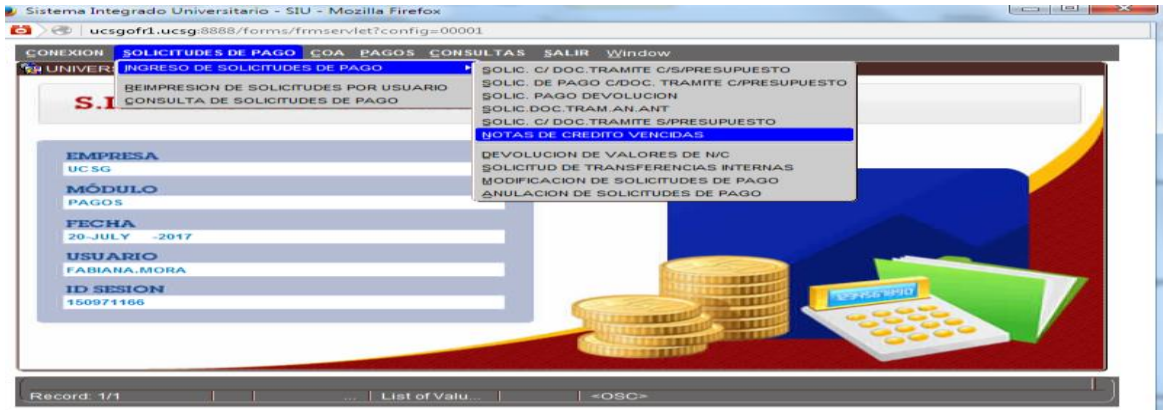 Sistema Integrado Universitario - SIU - Mozilla Firefox
ucsgofr1.ucsg:8888/forms/frmservlet?config=00001
CONEXION SOLICITUDES DE PAGO COA PAGOS CONSULTAS SALIR Window
UNIVER
INGRESO DE SOLICITUDES DE PAGO
REIMPRESION DE SOLICITUDES POR USUARIO
CONSULTA DE SOLICITUDES DE PAGO
SOLIC. C/ DOC.TRAMITE C/S/PRESUPUESTO
SOLIC. DE PAGO C/DOC. TRAMITE C/PRESUPUESTO
SOLIC. PAGO DEVOLUCION
SOLIC.DOC.TRAM.AN.ANT
SOLIC. C/ DOC.TRAMITE S/PRESUPUESTO
NOTAS DE CREDITO VENCIDAS
DEVOLUCION DE VALORES DE N/C
SOLICITUD DE TRANSFERENCIAS INTERNAS
MODIFICACION DE SOLICITUDES DE PAGO
ANULACION DE SOLICITUDES DE PAGO
S.I
EMPRESA
UCSG
MÓDULO
PAGOS
FECHA
20-JULY -2017
USUARIO
FABIANA.MORA
ID SESION
150971166
1234567890
Record: 1/1 ... List of Valu... <OSC>